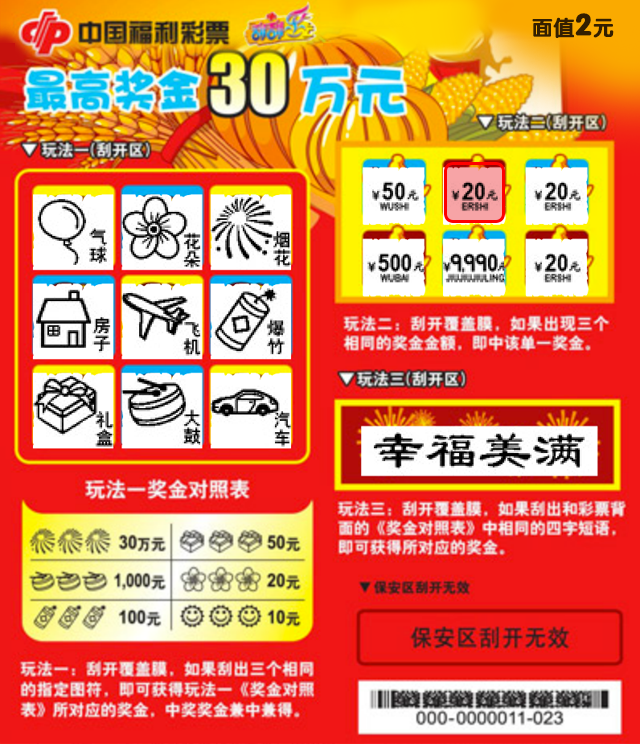 中国福利彩票
面值2元
最高奖金30万元
▼玩法一(刮开区)
气球
花朵
烟花
房子
飞机
爆竹
礼盒
大鼓
汽车
玩法一奖金对照表
30万元 50元
1,000元 20元
100元 10元
玩法一：刮开覆盖膜，如果刮出三个相同
的指定图符，即可获得玩法一《奖金对照
表》所对应的奖金，中奖奖金兼中兼得。
▼玩法二(刮开区)
¥50元 ¥20元 ¥20元
WUSHI ERSHI ERSHI
¥500元 ¥9,990元 ¥20元
WUBAI JIUJIUJIULING ERSHI
玩法二：刮开覆盖膜，如果出现三个
相同的奖金金额，即中该单一奖金。
▼玩法三(刮开区)
幸福美满
玩法三：刮开覆盖膜，如果刮出和彩票背
面的《奖金对照表》中相同的四字短语，
即可获得所对应的奖金。
▼保安区刮开无效
保安区刮开无效
000-0000011-023